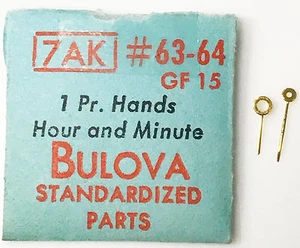 7AK #63-64
GF 15
1 Pr. Hands
Hour and Minute
BULOVA
STANDARDIZED
PARTS